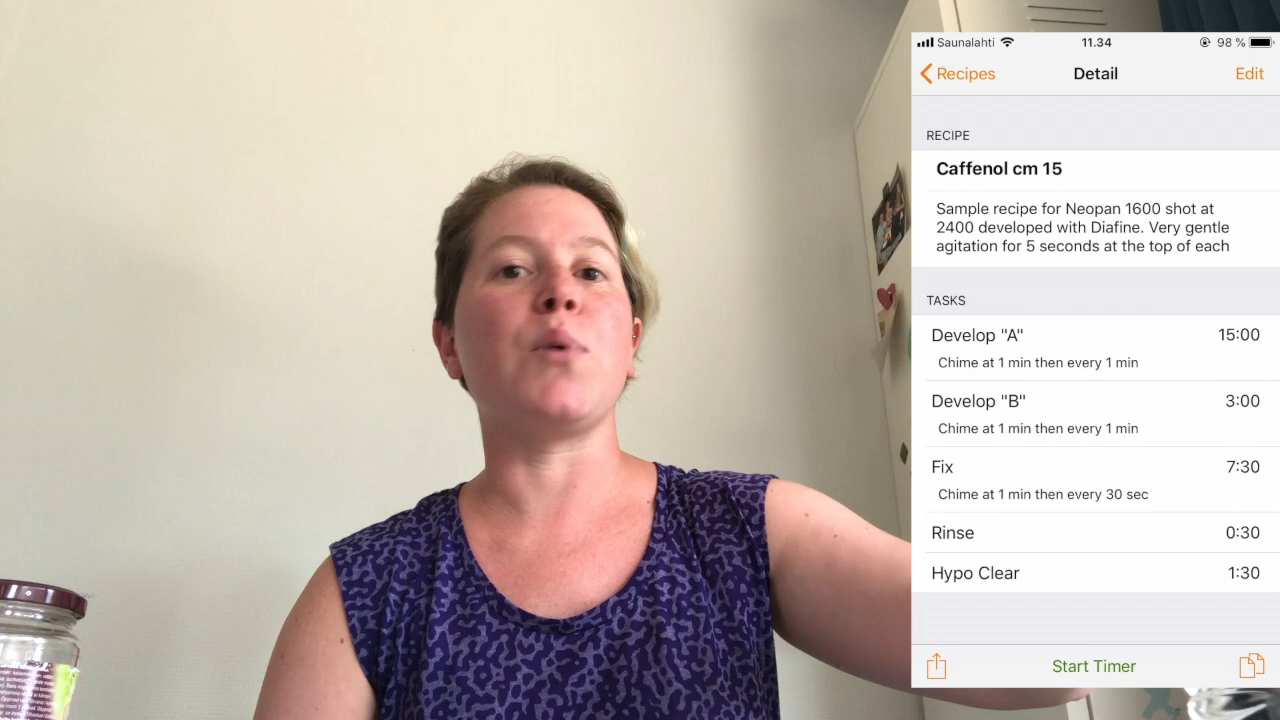 Saunalahti 11.34 98 %
Recipes Detail Edit
RECIPE
Caffenol cm 15
Sample recipe for Neopan 1600 shot at
2400 developed with Diafine. Very gentle
agitation for 5 seconds at the top of each
TASKS
Develop "A" 15:00
Chime at 1 min then every 1 min
Develop "B" 3:00
Chime at 1 min then every 1 min
Fix 7:30
Chime at 1 min then every 30 sec
Rinse 0:30
Hypo Clear 1:30
Start Timer